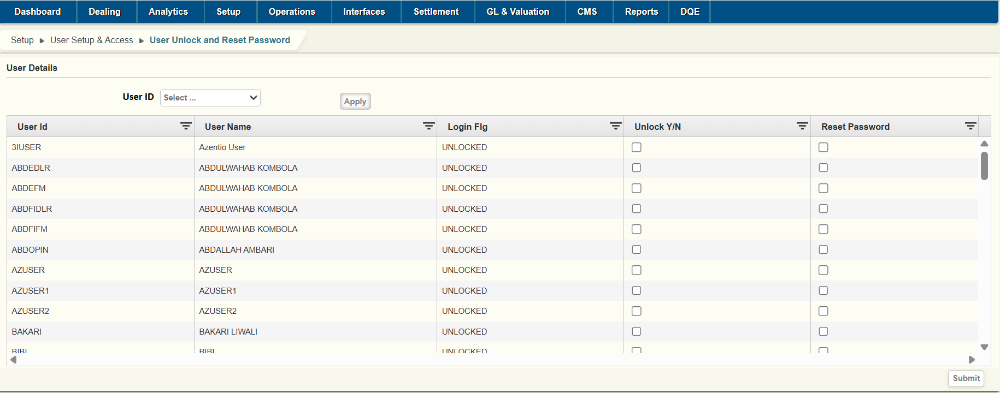 Dashboard Dealing Analytics Setup Operations Interfaces Settlement GL & Valuation CMS Reports DQE
Setup User Setup & Access User Unlock and Reset Password
User Details
User ID Select ... Apply
User Id User Name Login Flg Unlock Y/N Reset Password
3IUSER Azentio User UNLOCKED
ABDEDLR ABDULWAHAB KOMBOLA UNLOCKED
ABDEFM ABDULWAHAB KOMBOLA UNLOCKED
ABDFIDLR ABDULWAHAB KOMBOLA UNLOCKED
ABDFIFM ABDULWAHAB KOMBOLA UNLOCKED
ABDOPIN ABDALLAH AMBARI UNLOCKED
AZUSER AZUSER UNLOCKED
AZUSER1 AZUSER1 UNLOCKED
AZUSER2 AZUSER2 UNLOCKED
BAKARI BAKARI LIWALI UNLOCKED
BIBI BIBI UNLOCKED
Submit